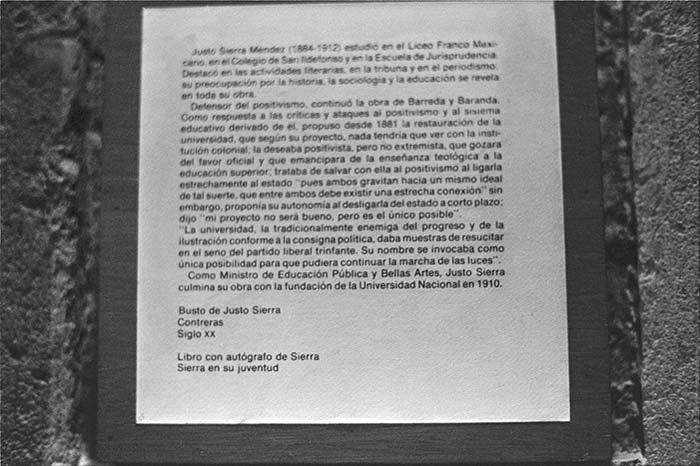 Justo Sierra Méndez (1884-1912) estudió en el Liceo Franco Mexi-
cano, en el Colegio de San Ildefonso y en la Escuela de Jurisprudencia.
Destacó en las actividades literarias, en la tribuna y en el periodismo;
su preocupación por la historia, la sociología y la educación se revela
en toda su obra.
Defensor del positivismo, continuó la obra de Barreda y Baranda.
Como respuesta a las críticas y ataques al positivismo y al sistema
educativo derivado de él, propuso desde 1881 la restauración de la
universidad, que según su proyecto, nada tendría que ver con la insti-
tución colonial; la deseaba positivista, pero no extremista, que gozara
del favor oficial y que emancipara de la enseñanza teológica a la
educación superior; trataba de salvar con ella al positivismo al ligarla
estrechamente al estado "pues ambos gravitan hacia un mismo ideal
de tal suerte, que entre ambos debe existir una estrecha conexión" sin
embargo, proponía su autonomía al desligarla del estado a corto plazo;
dijo "mi proyecto no será bueno, pero es el único posible".
"La universidad, la tradicionalmente enemiga del progreso y de la
ilustración conforme a la consigna política, daba muestras de resucitar
en el seno del partido liberal trinfante. Su nombre se invocaba como
única posibilidad para que pudiera continuar la marcha de las luces".
Como Ministro de Educación Pública y Bellas Artes, Justo Sierra
culmina su obra con la fundación de la Universidad Nacional en 1910.
Busto de Justo Sierra
Contreras
Siglo XX
Libro con autógrafo de Sierra
Sierra en su juventud